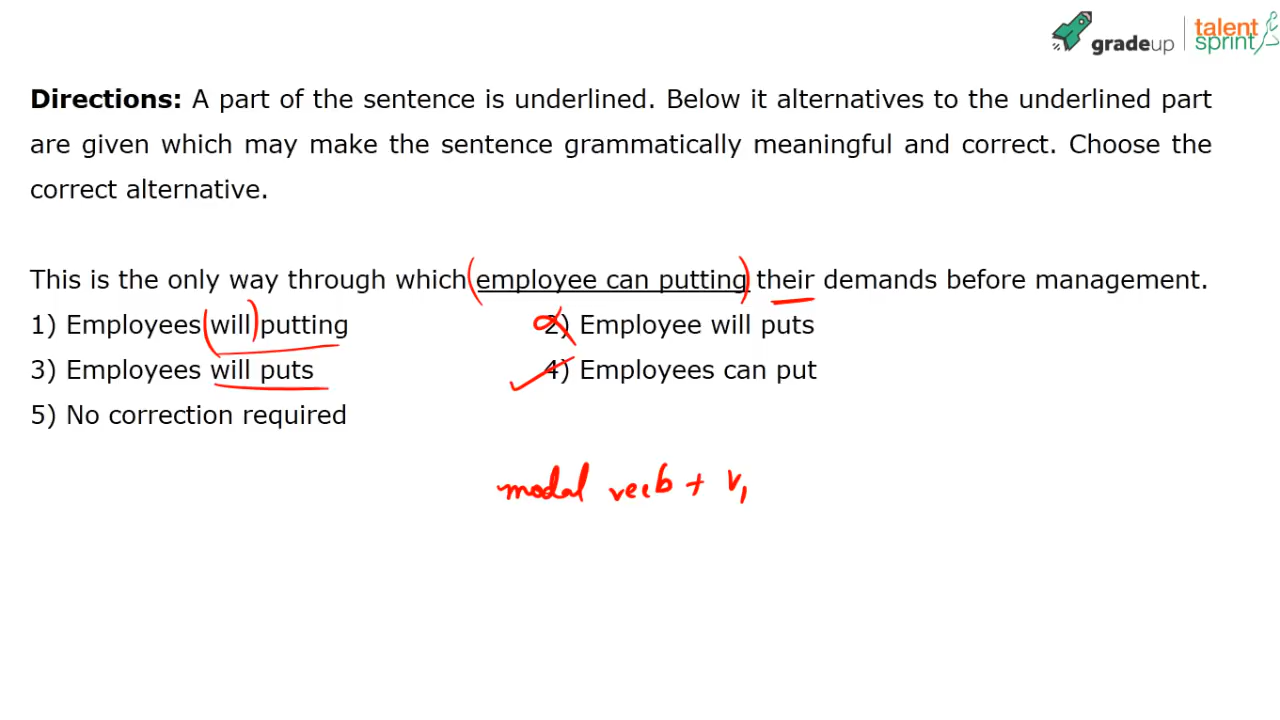 gradeup talent sprint
Directions: A part of the sentence is underlined. Below it alternatives to the underlined part
are given which may make the sentence grammatically meaningful and correct. Choose the
correct alternative.
This is the only way through which (employee can putting) their demands before management.
1) Employees (will) putting 2) Employee will puts
3) Employees will puts 4) Employees can put
5) No correction required
modal verb + v1